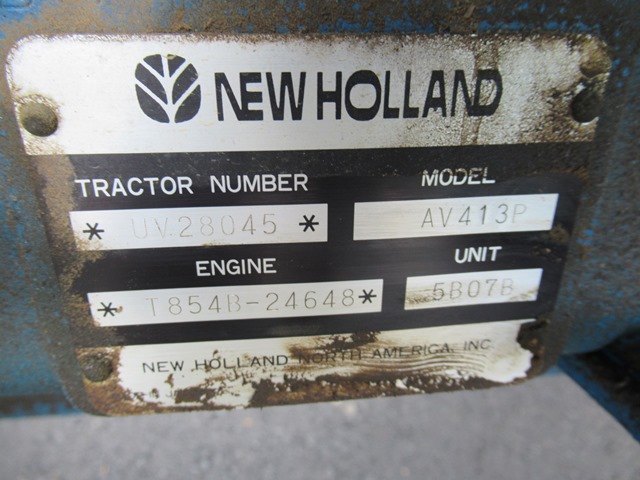 NEW HOLLAND
TRACTOR NUMBER MODEL
* UV28045 * AV413P
ENGINE UNIT
* T854B-24648 * 5B07B
NEW HOLLAND NORTH AMERICA, INC